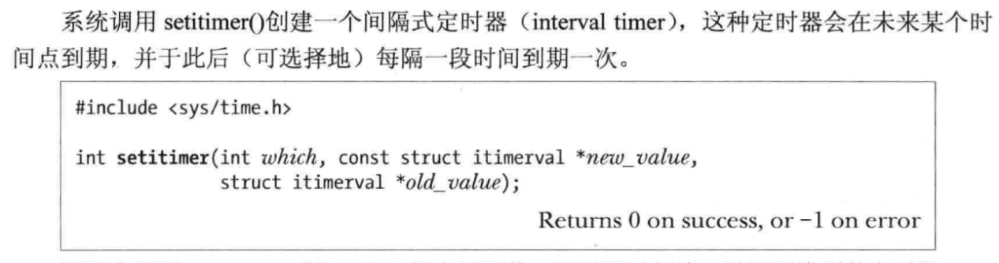 系统调用 setitimer()创建一个间隔式定时器（interval timer），这种定时器会在未来某个时
间点到期，并于此后（可选择地）每隔一段时间到期一次。
#include <sys/time.h>
int setitimer(int which, const struct itimerval *new_value,
struct itimerval *old_value);
Returns 0 on success, or −1 on error